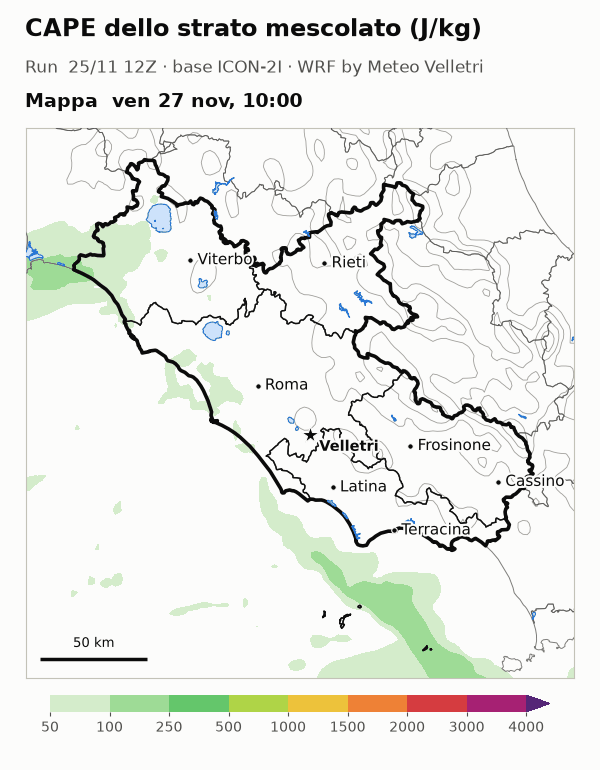 CAPE dello strato mescolato (J/kg)
Run 25/11 12Z · base ICON-2I · WRF by Meteo Velletri
Mappa ven 27 nov, 10:00
Viterbo
Rieti
Roma
Velletri
Frosinone
Latina
Cassino
Terracina
50 km
50 100 250 500 1000 1500 2000 3000 4000